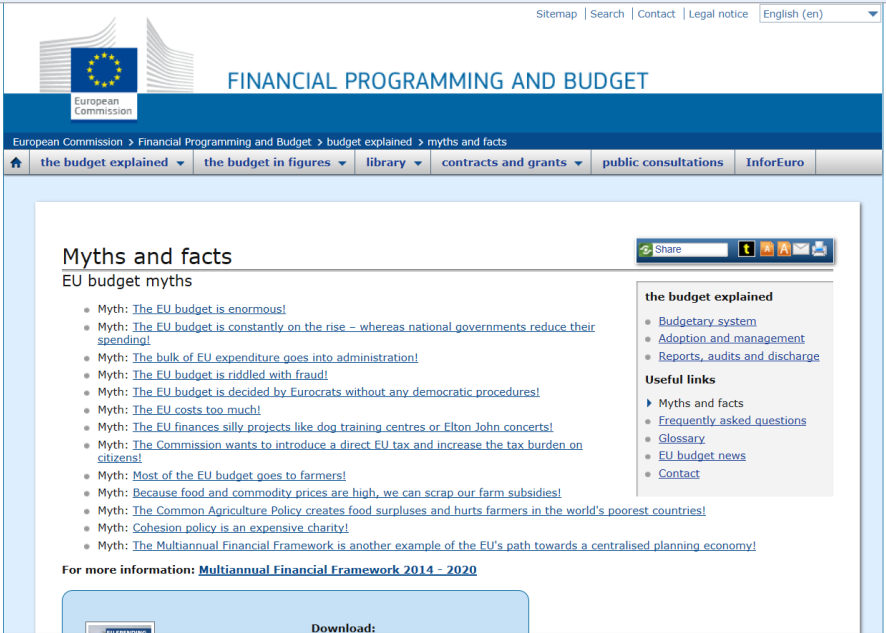 Sitemap | Search | Contact | Legal notice English (en)
European
Commission
FINANCIAL PROGRAMMING AND BUDGET
European Commission > Financial Programming and Budget > budget explained > myths and facts
the budget explained the budget in figures library contracts and grants public consultations InforEuro
Share t A A
Myths and facts
EU budget myths
Myth: The EU budget is enormous!
Myth: The EU budget is constantly on the rise – whereas national governments reduce their
spending!
Myth: The bulk of EU expenditure goes into administration!
Myth: The EU budget is riddled with fraud!
Myth: The EU budget is decided by Eurocrats without any democratic procedures!
Myth: The EU costs too much!
Myth: The EU finances silly projects like dog training centres or Elton John concerts!
Myth: The Commission wants to introduce a direct EU tax and increase the tax burden on
citizens!
Myth: Most of the EU budget goes to farmers!
Myth: Because food and commodity prices are high, we can scrap our farm subsidies!
Myth: The Common Agriculture Policy creates food surpluses and hurts farmers in the world's poorest countries!
Myth: Cohesion policy is an expensive charity!
Myth: The Multiannual Financial Framework is another example of the EU's path towards a centralised planning economy!
the budget explained
Budgetary system
Adoption and management
Reports, audits and discharge
Useful links
Myths and facts
Frequently asked questions
Glossary
EU budget news
Contact
For more information: Multiannual Financial Framework 2014 - 2020
Download: